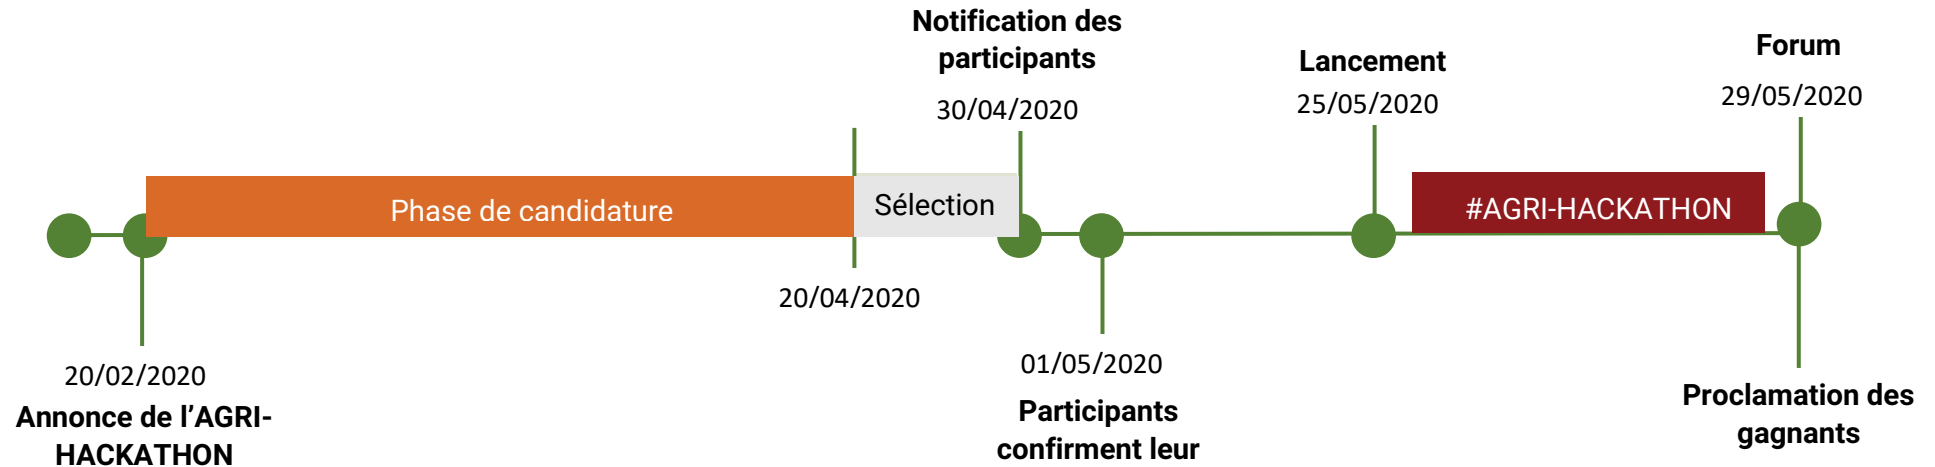 Notification des
participants
30/04/2020
Lancement
25/05/2020
Forum
29/05/2020
Phase de candidature
Sélection
#AGRI-HACKATHON
20/04/2020
20/02/2020
Annonce de l’AGRI-
HACKATHON
01/05/2020
Participants
confirment leur
Proclamation des
gagnants